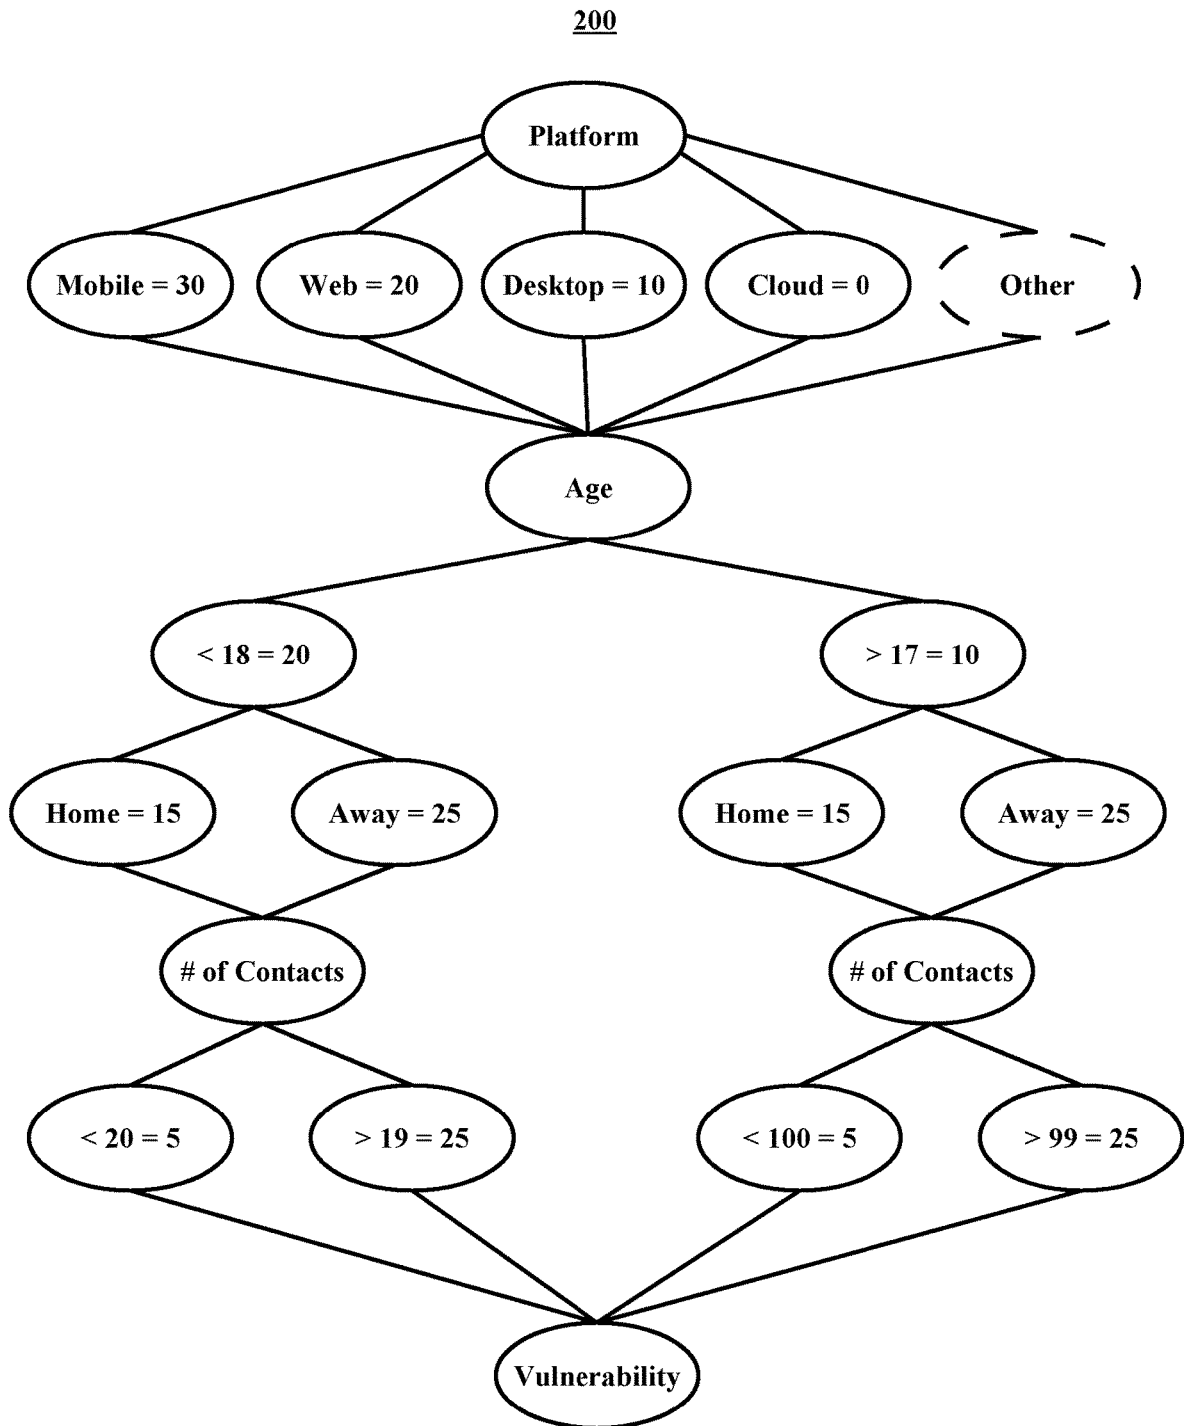 200
Platform
Mobile = 30
Web = 20
Desktop = 10
Cloud = 0
Other
Age
< 18 = 20
> 17 = 10
Home = 15
Away = 25
Home = 15
Away = 25
# of Contacts
# of Contacts
< 20 = 5
> 19 = 25
< 100 = 5
> 99 = 25
Vulnerability